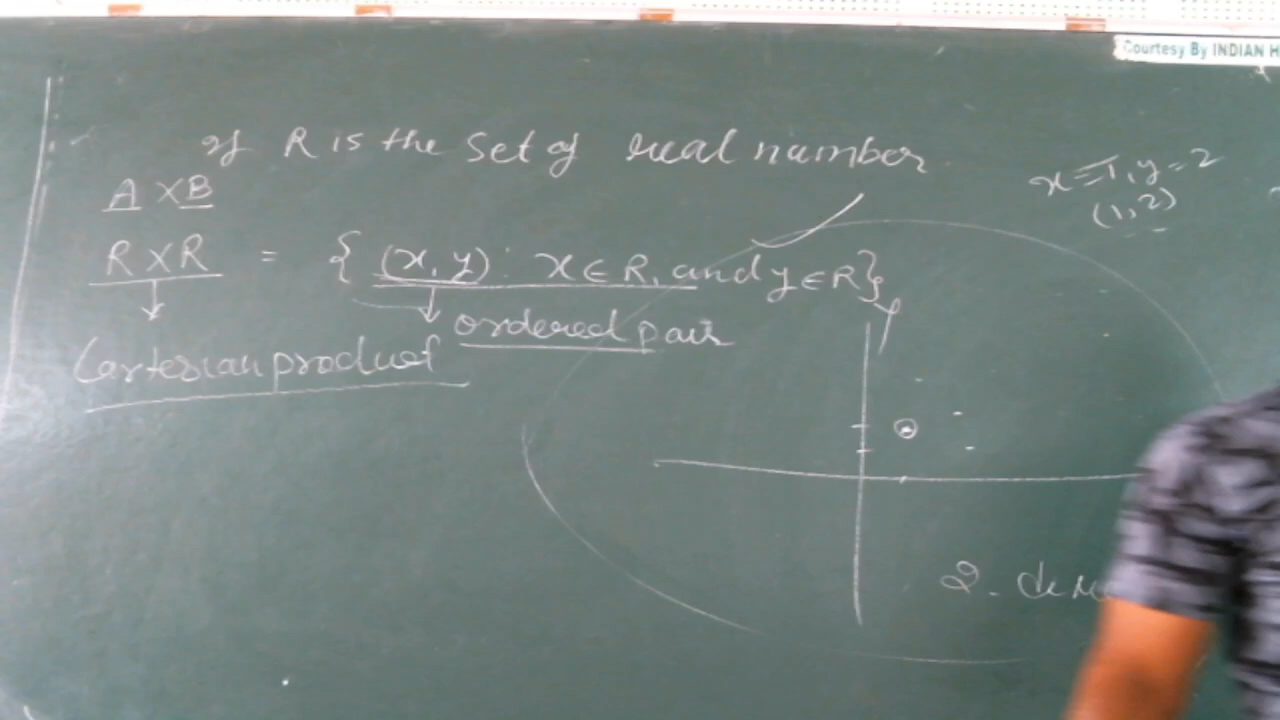 Courtesy By INDIAN
If R is the set of real number
x=1, y=2
(1,2)
A × B
R × R = { (x, y) : x ∈ R, and y ∈ R }
ordered pair
Cartesian product
Y
2-